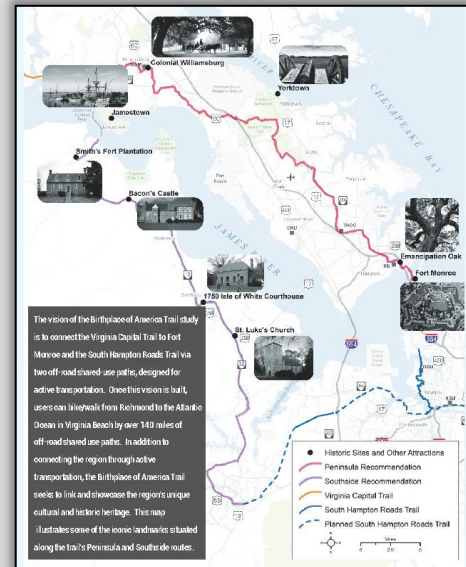 Colonial Williamsburg
Yorktown
Jamestown
CHESAPEAKE BAY
Smith's Fort Plantation
Bacon's Castle
JAMES RIVER
Emancipation Oak
Fort Monroe
1750 Isle of White Courthouse
St. Luke's Church
The vision of the Birthplace of America Trail study
is to connect the Virginia Capital Trail to Fort
Monroe and the South Hampton Roads Trail via
two off-road shared-use paths, designed for
active transportation. Once this vision is built,
users can bike/walk from Richmond to the Atlantic
Ocean in Virginia Beach by over 140 miles of
off-road shared use paths. In addition to
connecting the region through active
transportation, the Birthplace of America Trail
seeks to link and showcase the region's unique
cultural and historic heritage. This map
illustrates some of the iconic landmarks situated
along the trail's Peninsula and Southside routes.
Historic Sites and Other Attractions
Peninsula Recommendation
Southside Recommendation
Virginia Capital Trail
South Hampton Roads Trail
Planned South Hampton Roads Trail
Miles
0 2.5 5